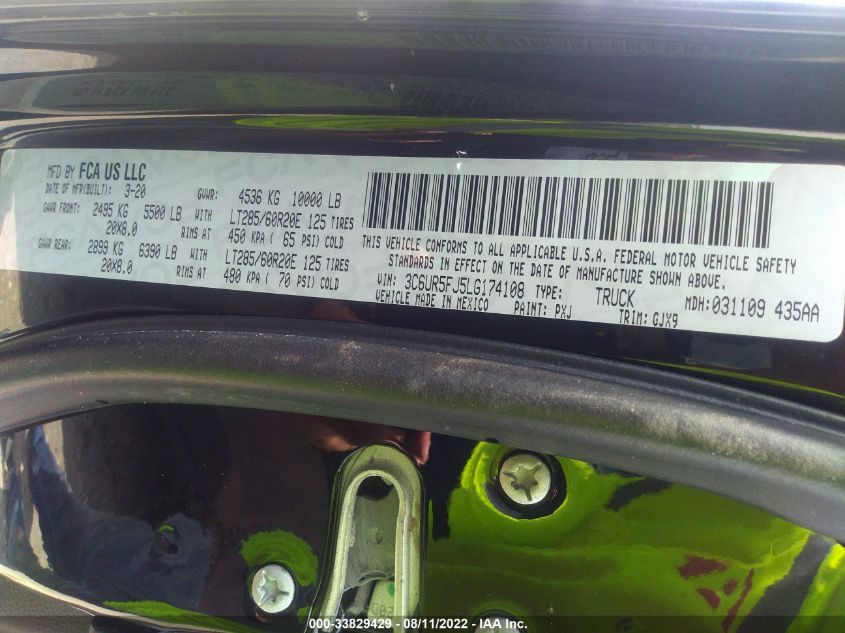 MFD BY FCA US LLC
DATE OF MFR(BUILT): 3-20 GVWR: 4536 KG 10000 LB
GAWR FRONT: 2495 KG 5500 LB WITH LT285/60R20E 125 TIRES
20X8.0 RIMS AT 450 KPA ( 65 PSI) COLD
GAWR REAR: 2899 KG 6390 LB WITH LT285/60R20E 125 TIRES
20X8.0 RIMS AT 480 KPA ( 70 PSI) COLD
THIS VEHICLE CONFORMS TO ALL APPLICABLE U.S.A. FEDERAL MOTOR VEHICLE SAFETY
STANDARDS IN EFFECT ON THE DATE OF MANUFACTURE SHOWN ABOVE.
VIN: 3C6UR5FJ5LG174108 TYPE: TRUCK MDH: 031109 435AA
VEHICLE MADE IN MEXICO PAINT: PXJ TRIM: GJX9
000-33829429 - 08/11/2022 - IAA Inc.